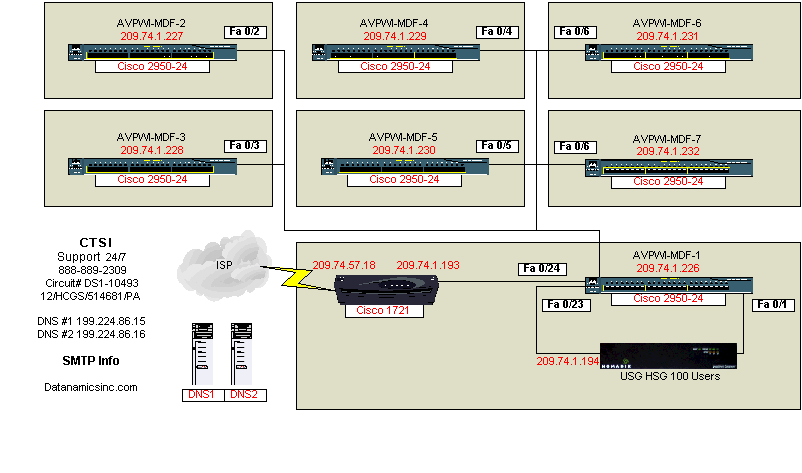 AVPWI-MDF-2
209.74.1.227
Fa 0/2
Cisco 2950-24
AVPWI-MDF-4
209.74.1.229
Fa 0/4
Cisco 2950-24
AVPWI-MDF-6
209.74.1.231
Fa 0/6
Cisco 2950-24
AVPWI-MDF-3
209.74.1.228
Fa 0/3
Cisco 2950-24
AVPWI-MDF-5
209.74.1.230
Fa 0/5
Cisco 2950-24
AVPWI-MDF-7
209.74.1.232
Fa 0/6
Cisco 2950-24
CTSI
Support 24/7
888-889-2309
Circuit# DS1-10493
12/HCGS/514681/PA
DNS #1 199.224.86.15
DNS #2 199.224.86.16
SMTP Info
Datanamicsinc.com
ISP
DNS1
DNS2
209.74.57.18
209.74.1.193
Cisco 1721
Fa 0/24
AVPWI-MDF-1
209.74.1.226
Cisco 2950-24
Fa 0/23
Fa 0/1
209.74.1.194
NOMADIX
USG HSG 100 Users